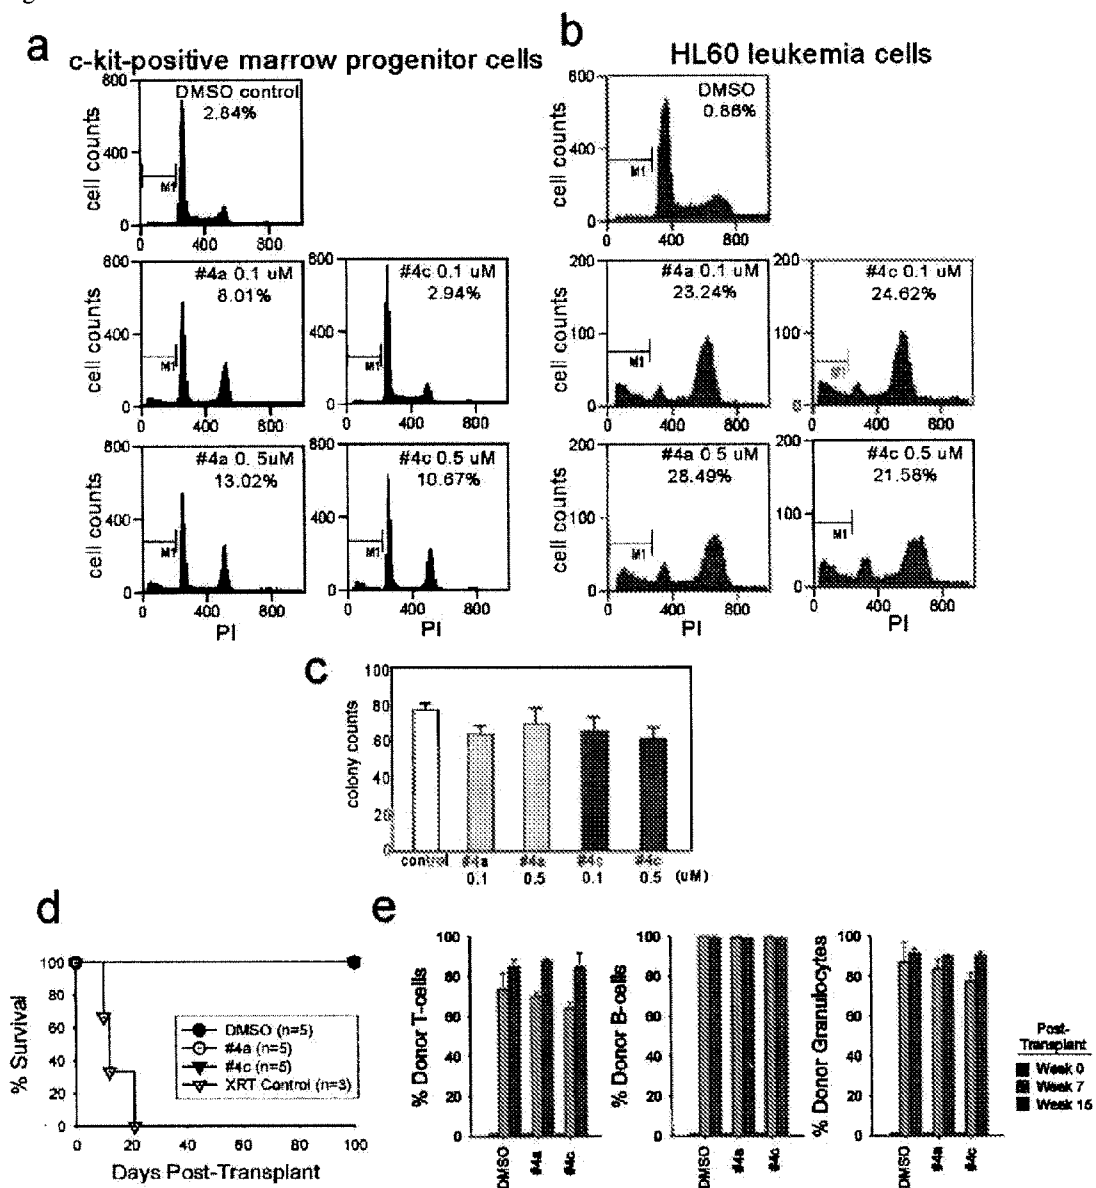 a
c-kit-positive marrow progenitor cells
b
HL60 leukemia cells
800
400
0
cell counts
DMSO control
2.84%
M1
0 400 800
600
400
200
0
cell counts
DMSO
0.86%
M1
0 400 800
800
400
0
cell counts
#4a 0.1 uM
8.01%
M1
0 400 800
800
400
0
#4c 0.1 uM
2.94%
M1
0 400 800
200
100
0
cell counts
#4a 0.1 uM
23.24%
M1
0 400 800
200
100
0
#4c 0.1 uM
24.62%
M1
0 400 800
800
400
0
cell counts
#4a 0.5uM
13.02%
M1
0 400 800
PI
800
400
0
#4c 0.5 uM
10.67%
M1
0 400 800
PI
200
100
0
cell counts
#4a 0 5 uM
28.49%
M1
0 400 800
PI
200
100
0
#4c 0 5 uM
21.58%
M1
0 400 800
PI
c
100
80
60
40
20
0
colony counts
control #4a #4a #4c #4c
0.1 0.5 0.1 0.5 (uM)
d
100
80
60
40
20
0
% Survival
DMSO (n=5)
#4a (n=5)
#4c (n=5)
XRT Control (n=3)
0 20 40 60 80 100
Days Post-Transplant
e
100
80
60
40
20
0
% Donor T-cells
DMSO
#4a
#4c
100
80
60
40
20
0
% Donor B-cells
DMSO
#4a
#4c
100
80
60
40
20
0
% Donor Granulocytes
DMSO
#4a
#4c
Post-
Transplant
Week 0
Week 7
Week 15